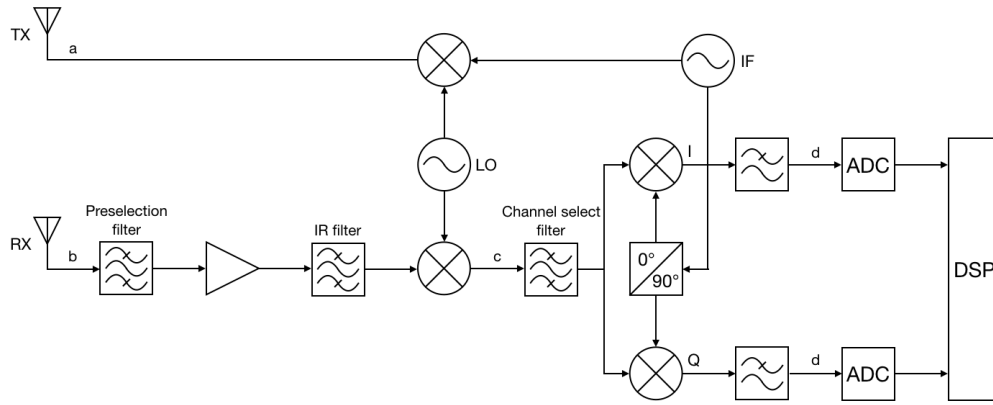 TX
a
IF
LO
I
d
ADC
Preselection
filter
IR filter
Channel select
filter
RX
b
c
0°
90°
DSP
Q
d
ADC